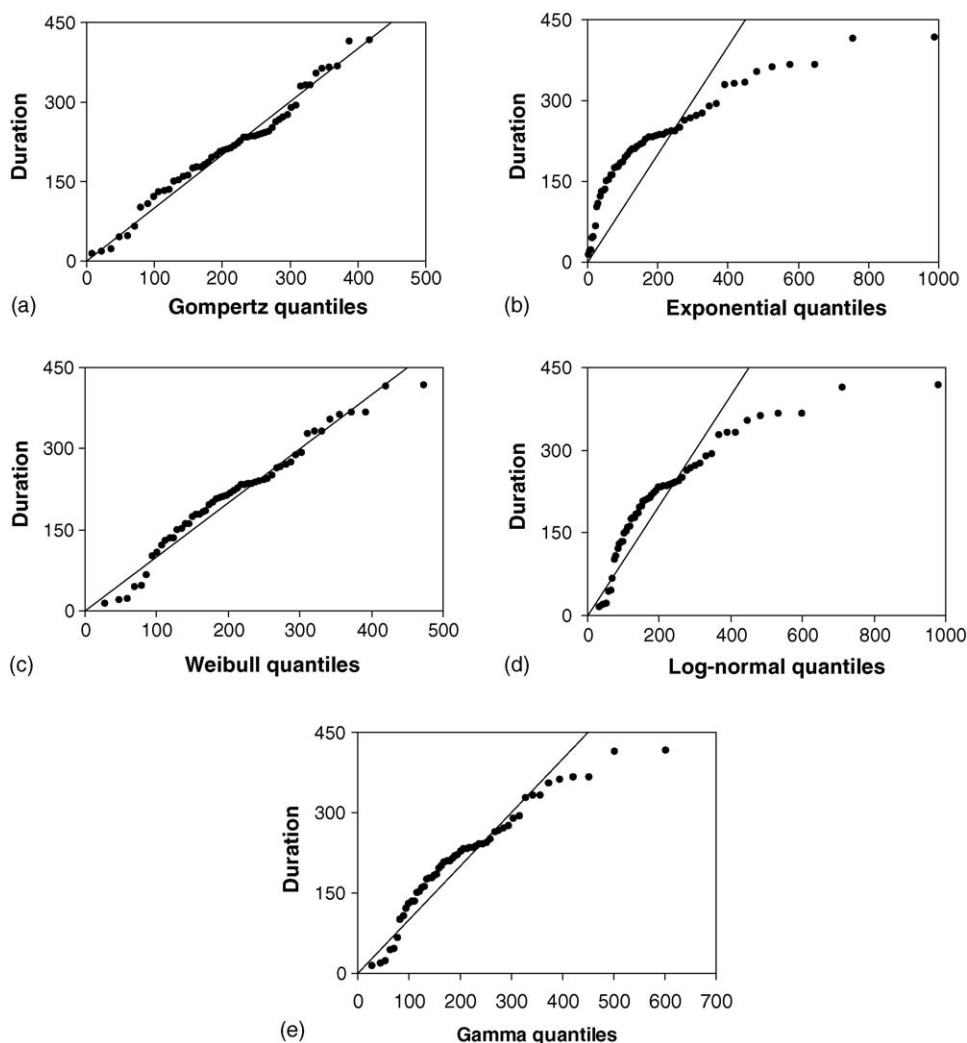 450
300
150
0
Duration
0 100 200 300 400 500
(a) Gompertz quantiles
450
300
150
0
Duration
0 200 400 600 800 1000
(b) Exponential quantiles
450
300
150
0
Duration
0 100 200 300 400 500
(c) Weibull quantiles
450
300
150
0
Duration
0 200 400 600 800 1000
(d) Log-normal quantiles
450
300
150
0
Duration
0 100 200 300 400 500 600 700
(e) Gamma quantiles